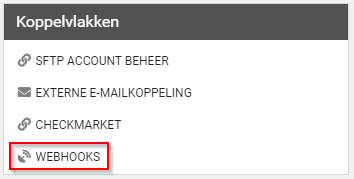 Koppelvlakken
SFTP ACCOUNT BEHEER
EXTERNE E-MAILKOPPELING
CHECKMARKET
WEBHOOKS